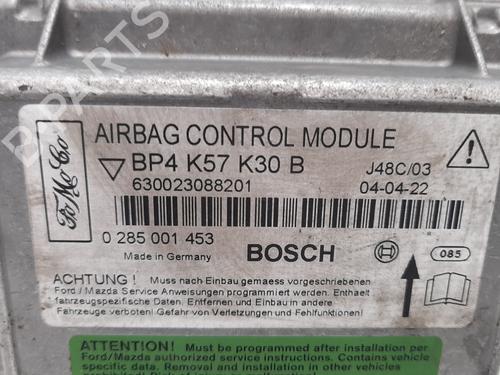 B-PARTS
FoMoCo
AIRBAG CONTROL MODULE
BP4 K57 K30 B
J48C/03
630023088201
04-04-22
0 285 001 453
BOSCH
085
Made in Germany
ACHTUNG ! Muss nach Einbau gemaess vorgeschriebenen
Ford/Mazda Service Anweisungen programmiert werden. Enthaelt
fahrzeugspezifische Daten. Entfernen und Einbau in andere
Fahrzeuge verboten! Gefahr von Verletzungen und Fehlfunktionen!
ATTENTION! Must be programmed after installation per
Ford/Mazda authorized service instructions. Contains vehicle
specific data. Removal and installation in other vehicles